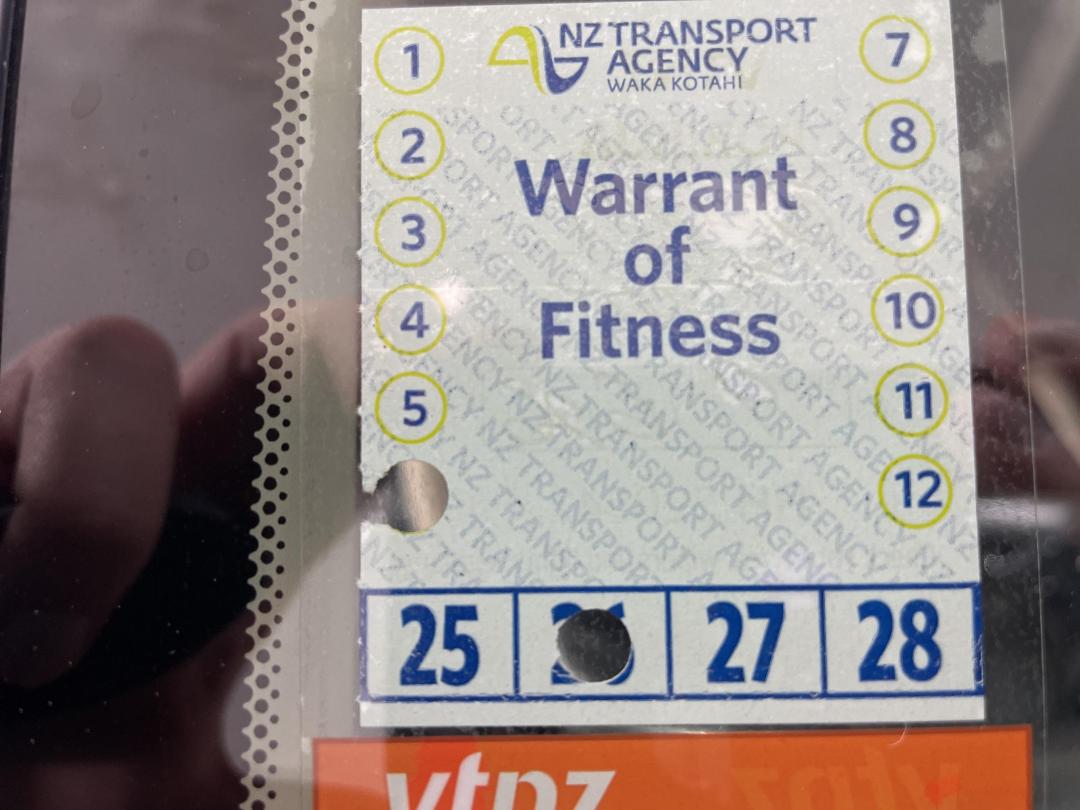 NZ TRANSPORT
AGENCY
WAKA KOTAHI
1
2
3
4
5
7
8
9
10
11
12
Warrant
of
Fitness
25
27
28
vtnz